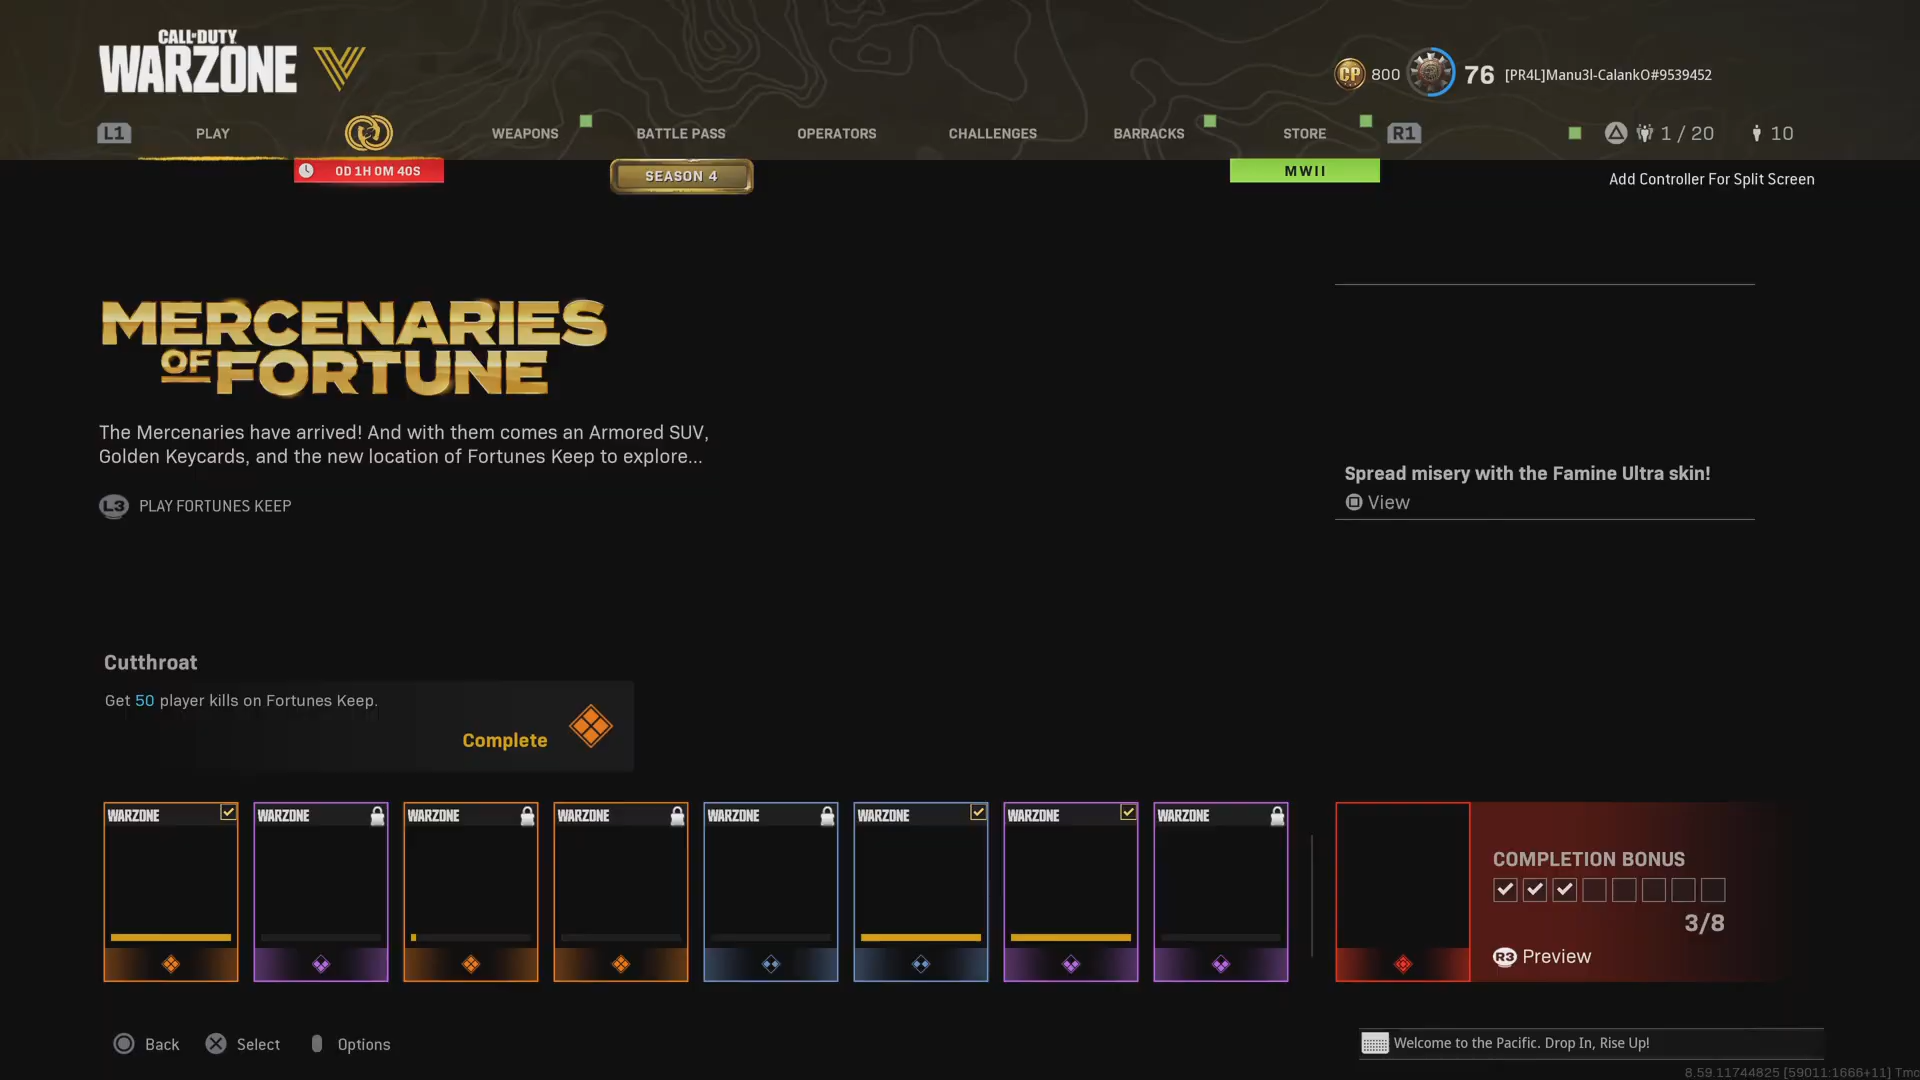 CALL OF DUTY
WARZONE
CP 800
76
[PR4L]Manu3l-CalankO#9539452
L1
PLAY
WEAPONS
BATTLE PASS
OPERATORS
CHALLENGES
BARRACKS
STORE
R1
1 / 20
10
0D 1H 0M 40S
SEASON 4
MWII
Add Controller For Split Screen
MERCENARIES
OF FORTUNE
The Mercenaries have arrived! And with them comes an Armored SUV,
Golden Keycards, and the new location of Fortunes Keep to explore...
L3 PLAY FORTUNES KEEP
Spread misery with the Famine Ultra skin!
View
Cutthroat
Get 50 player kills on Fortunes Keep.
Complete
WARZONE
WARZONE
WARZONE
WARZONE
WARZONE
WARZONE
WARZONE
WARZONE
COMPLETION BONUS
3/8
R3 Preview
Back
Select
Options
Welcome to the Pacific. Drop In, Rise Up!
8.59.11744825 [59011:1666+11] Tmo